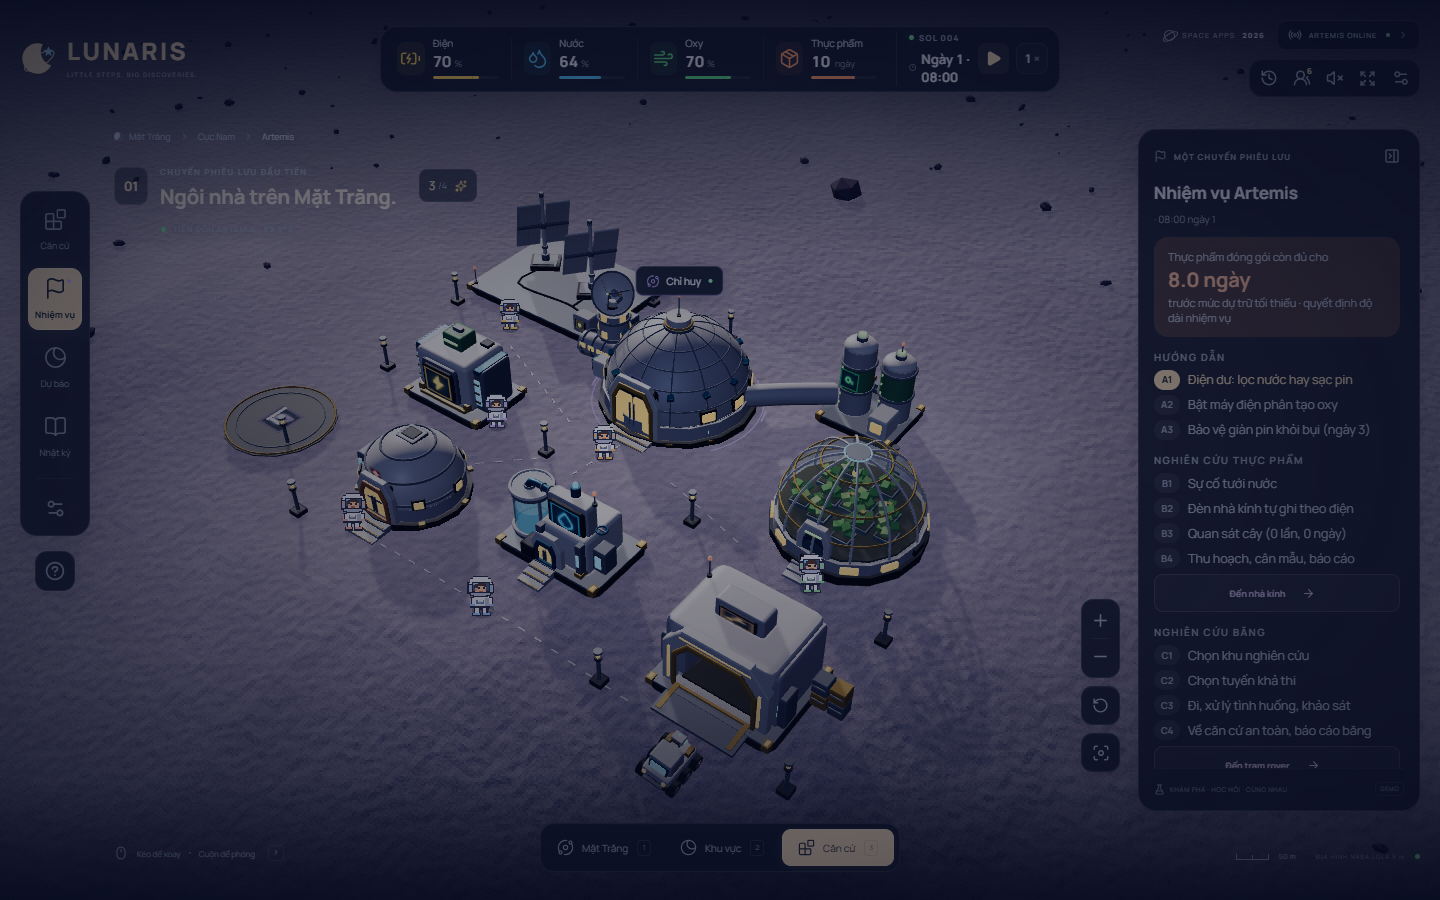 LUNARIS
LITTLE STEPS. BIG DISCOVERIES.
Điện
70 %
Nước
64 %
Oxy
70 %
Thực phẩm
10 ngày
SOL 004
Ngày 1 · 08:00
1 ×
SPACE APPS 2026
ARTEMIS ONLINE
6
Mặt Trăng > Cực Nam > Artemis
01
CHUYẾN PHIÊU LƯU ĐẦU TIÊN
Ngôi nhà trên Mặt Trăng.
3 /4
Căn cứ
Nhiệm vụ
Dự báo
Nhật ký
Chỉ huy
MỘT CHUYẾN PHIÊU LƯU
Nhiệm vụ Artemis
· 08:00 ngày 1
Thực phẩm đóng gói còn đủ cho
8.0 ngày
trước mức dự trữ tối thiểu · quyết định độ dài nhiệm vụ
HƯỚNG DẪN
A1 Điện dư: lọc nước hay sạc pin
A2 Bật máy điện phân tạo oxy
A3 Bảo vệ giàn pin khỏi bụi (ngày 3)
NGHIÊN CỨU THỰC PHẨM
B1 Sự cố tưới nước
B2 Đèn nhà kính tự ghi theo điện
B3 Quan sát cây (0 lần, 0 ngày)
B4 Thu hoạch, cân mẫu, báo cáo
Đến nhà kính →
NGHIÊN CỨU BĂNG
C1 Chọn khu nghiên cứu
C2 Chọn tuyến khả thi
C3 Đi, xử lý tình huống, khảo sát
C4 Về căn cứ an toàn, báo cáo băng
Đến trạm rover →
KHÁM PHÁ · HỌC HỎI · CÙNG NHAU
DEMO
Kéo để xoay · Cuộn để phóng
Mặt Trăng 1
Khu vực 2
Căn cứ 3
50 m